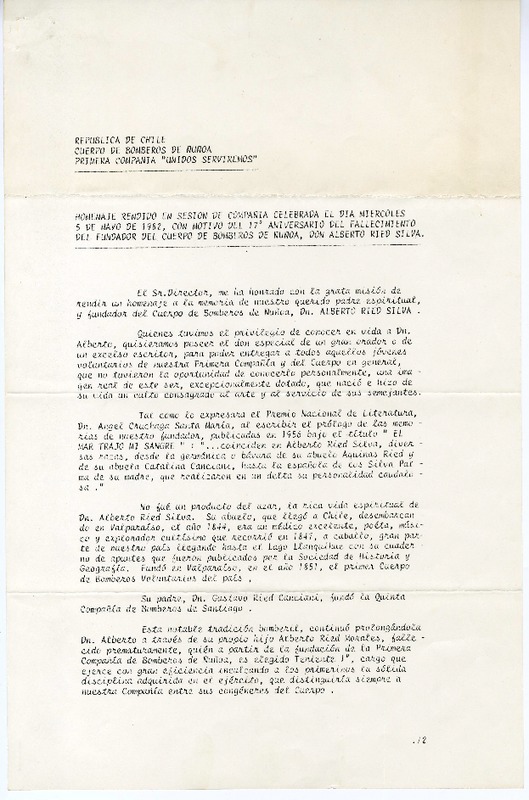 REPUBLICA DE CHILE
CUERPO DE BOMBEROS DE ÑUÑOA
PRIMERA COMPAÑIA "UNIDOS SERVIREMOS"
HOMENAJE RENDIDO EN SESION DE COMPAÑIA CELEBRADA EL DIA MIERCOLES
5 DE MAYO DE 1982, CON MOTIVO DEL 17° ANIVERSARIO DEL FALLECIMIENTO
DEL FUNDADOR DEL CUERPO DE BOMBEROS DE ÑUÑOA, DON ALBERTO RIED SILVA.
El Sr.Director, me ha honrado con la grata misión de
rendir un homenaje a la memoria de nuestro querido padre espiritual,
y fundador del Cuerpo de Bomberos de Ñuñoa, Dn. ALBERTO RIED SILVA .
Quienes tuvimos el privilegio de conocer en vida a Dn.
Alberto, quisieramos poseer el don especial de un gran orador o de
un excelso escritor, para poder entregar a todos aquellos jóvenes
voluntarios de nuestra Primera Compañía y del Cuerpo en general,
que no tuvieron la oportunidad de conocerlo personalmente, una ima-
gen real de este ser, excepcionalmente dotado, que nació e hizo de
su vida un culto consagrado al arte y al servicio de sus semejantes.
Tal como lo expresara el Premio Nacional de Literatura,
Dn. Angel Cruchaga Santa María, al escribir el prólogo de las memo-
rias de nuestro fundador, publicadas en 1956 bajo el título " EL
MAR TRAJO MI SANGRE " : "...coinciden en Alberto Ried Silva, diver-
sas razas, desde la germánica o bávara de su abuelo Aquinas Ried y
de su abuela Catalina Canciani, hasta la española de los Silva Pal-
ma de su madre, que realizaron en un delta su personalidad caudalo-
sa ."
No fué un producto del azar, la rica vida espiritual de
Dn. Alberto Ried Silva. Su abuelo, que llegó a Chile, desembarcan-
do en Valparaíso, el año 1844, era un médico excelente, poeta, músi-
co y explorador cultísimo que recorrió en 1847, a caballo, gran par-
te de nuestro país llegando hasta el Lago Llanquihue con su cuader-
no de apuntes que fueron publicados por la Sociedad de Historia y
Geografía. Fundó en Valparaíso, en el año 1851, el primer Cuerpo
de Bomberos Voluntarios del país .
Su padre, Dn. Gustavo Ried Canciani, fundó la Quinta
Compañía de Bomberos de Santiago .
Esta notable tradición bomberil, continuó prolongándola
Dn. Alberto a través de su propio hijo Alberto Ried Morales, falle-
cido prematuramente, quién a partir de la fundación de la Primera
Compañía de Bomberos de Ñuñoa, es elegido Teniente 1°, cargo que
ejerce con gran eficiencia inculcando a los primerinos la sólida
disciplina adquirida en el ejército, que distinguiría siempre a
nuestra Compañía entre sus congéneres del Cuerpo .
./2